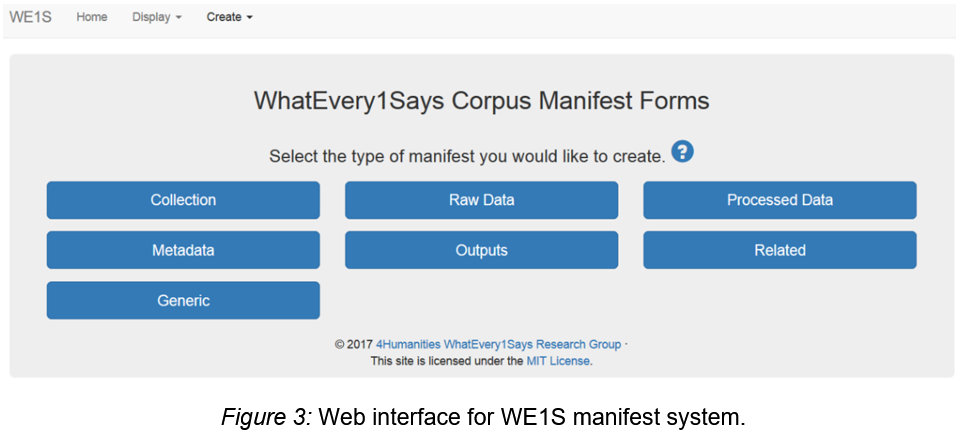 WE1S Home Display Create
WhatEvery1Says Corpus Manifest Forms
Select the type of manifest you would like to create. ?
Collection Raw Data Processed Data
Metadata Outputs Related
Generic
© 2017 4Humanities WhatEvery1Says Research Group ·
This site is licensed under the MIT License.
Figure 3: Web interface for WE1S manifest system.